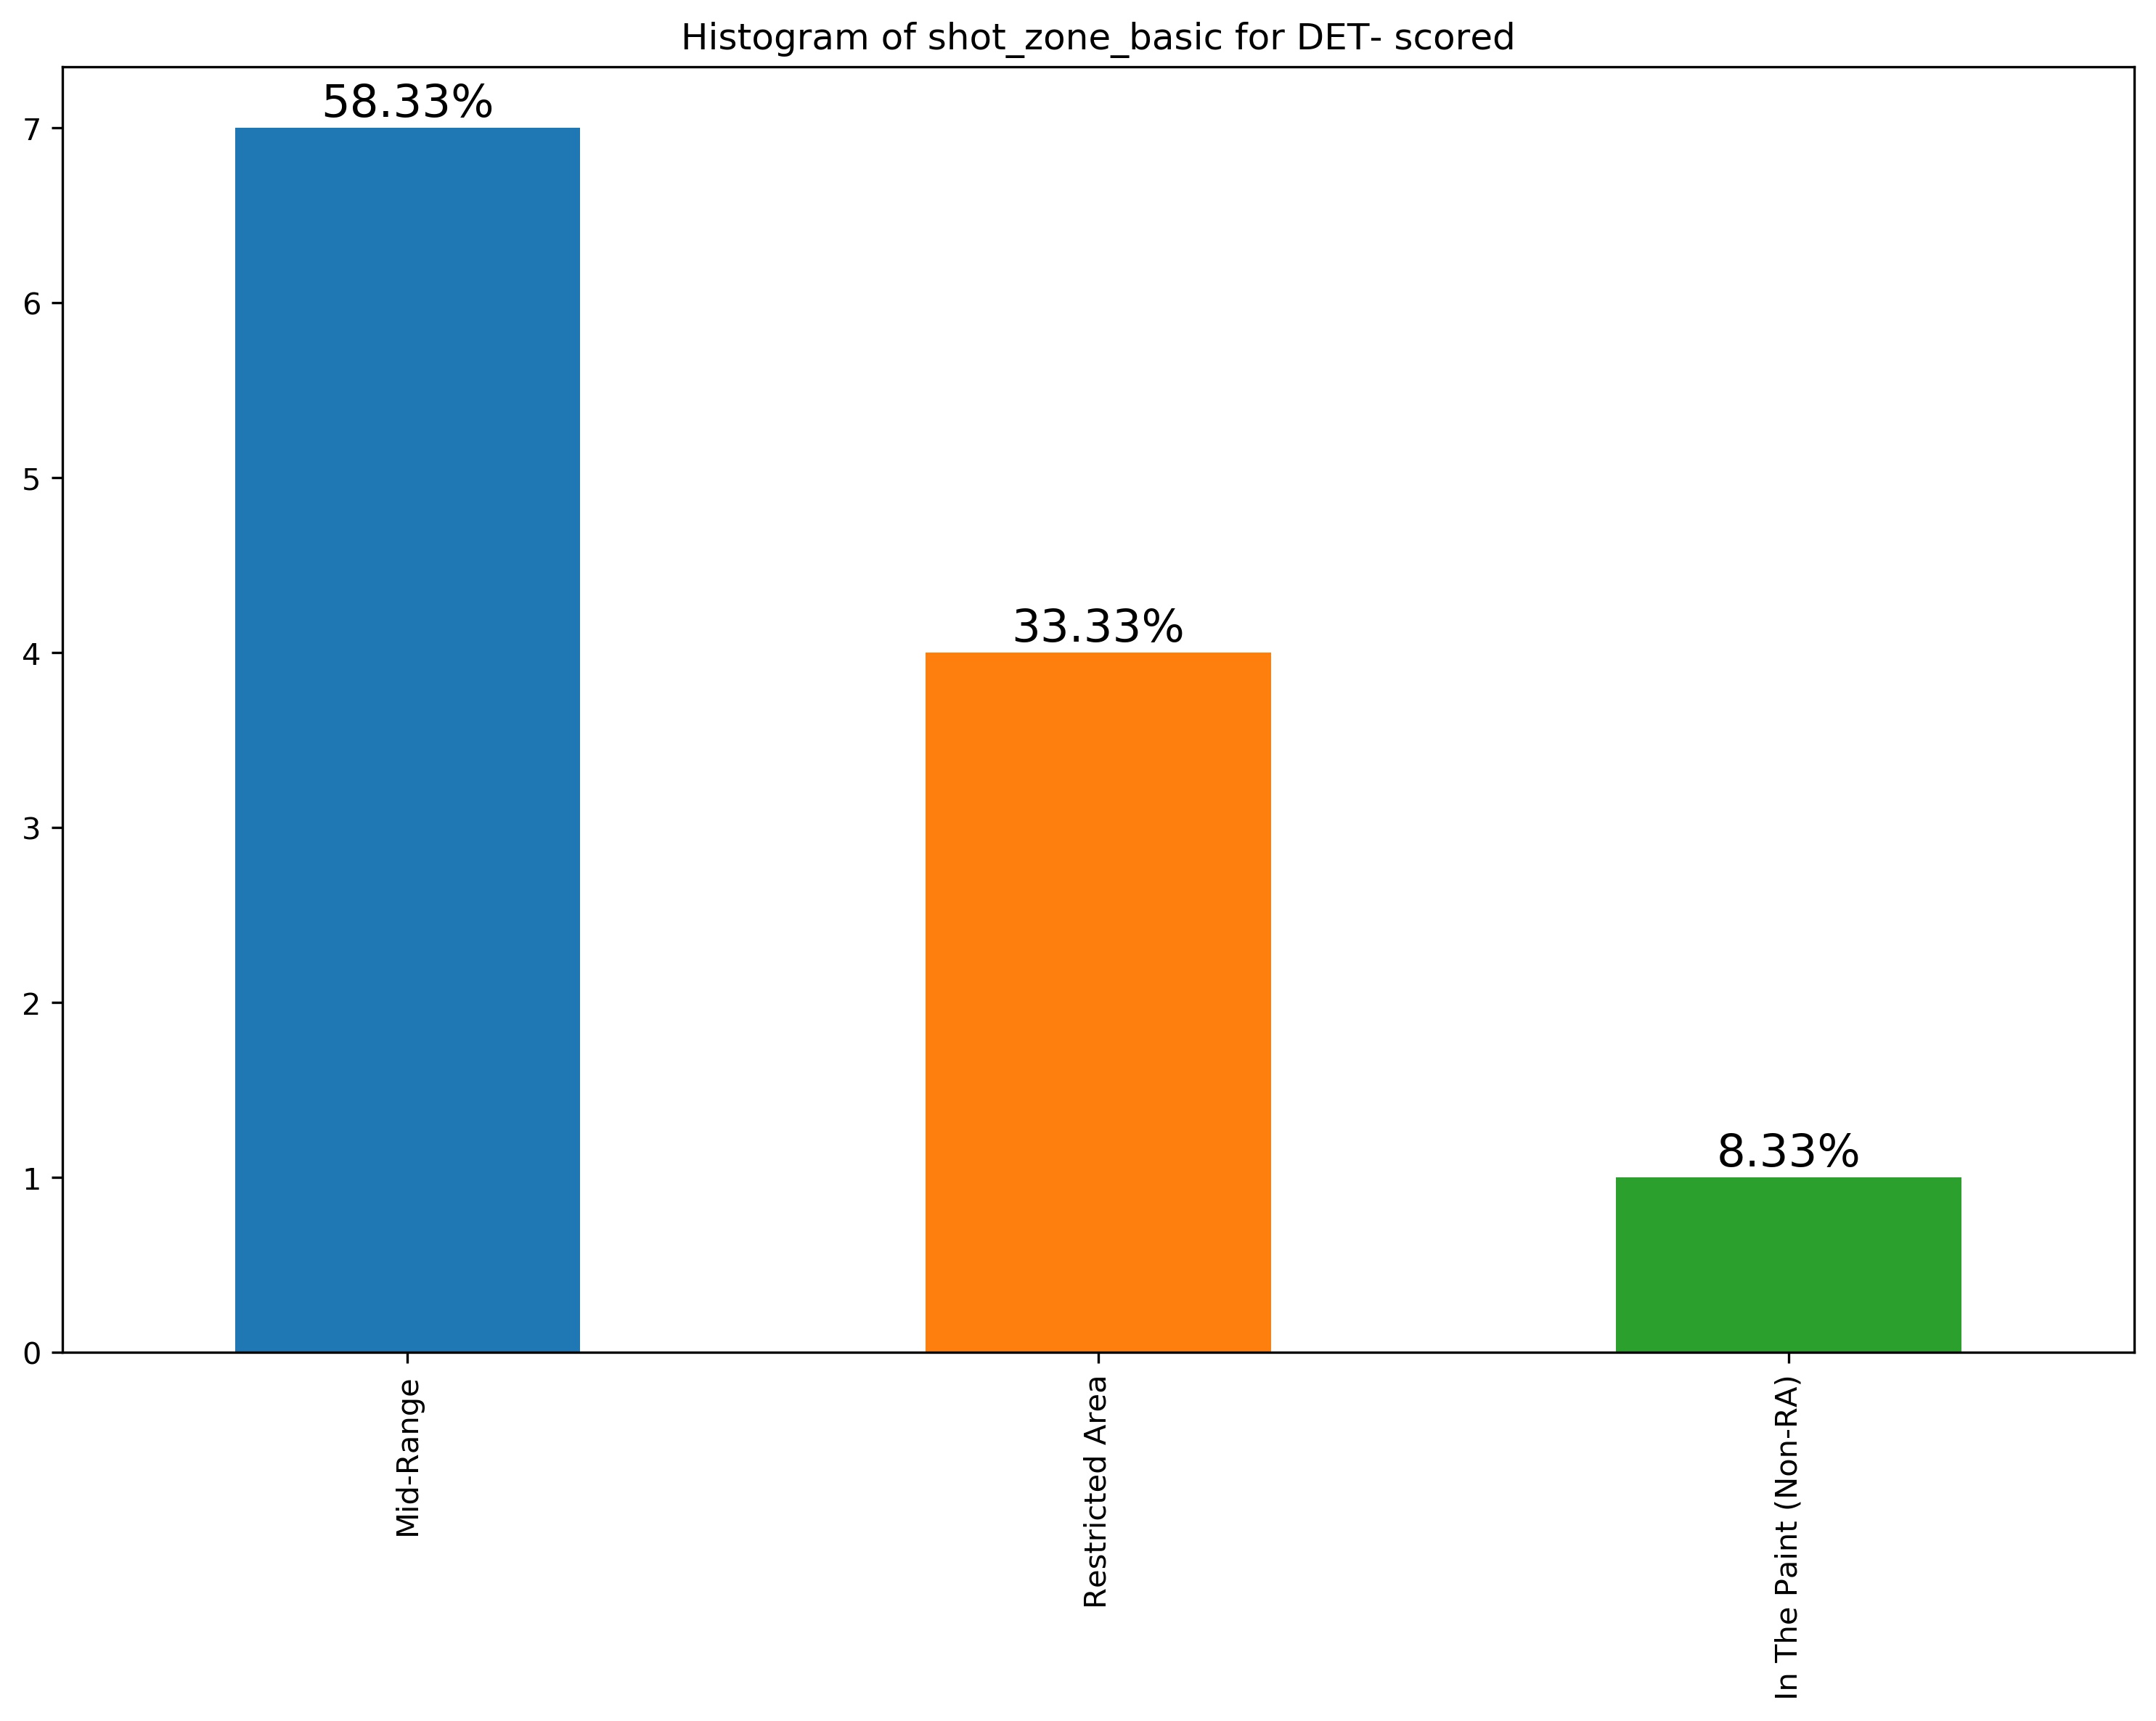 Histogram of shot_zone_basic for DET- scored
58.33%
33.33%
8.33%
7
6
5
4
3
2
1
0
Mid-Range
Restricted Area
In The Paint (Non-RA)